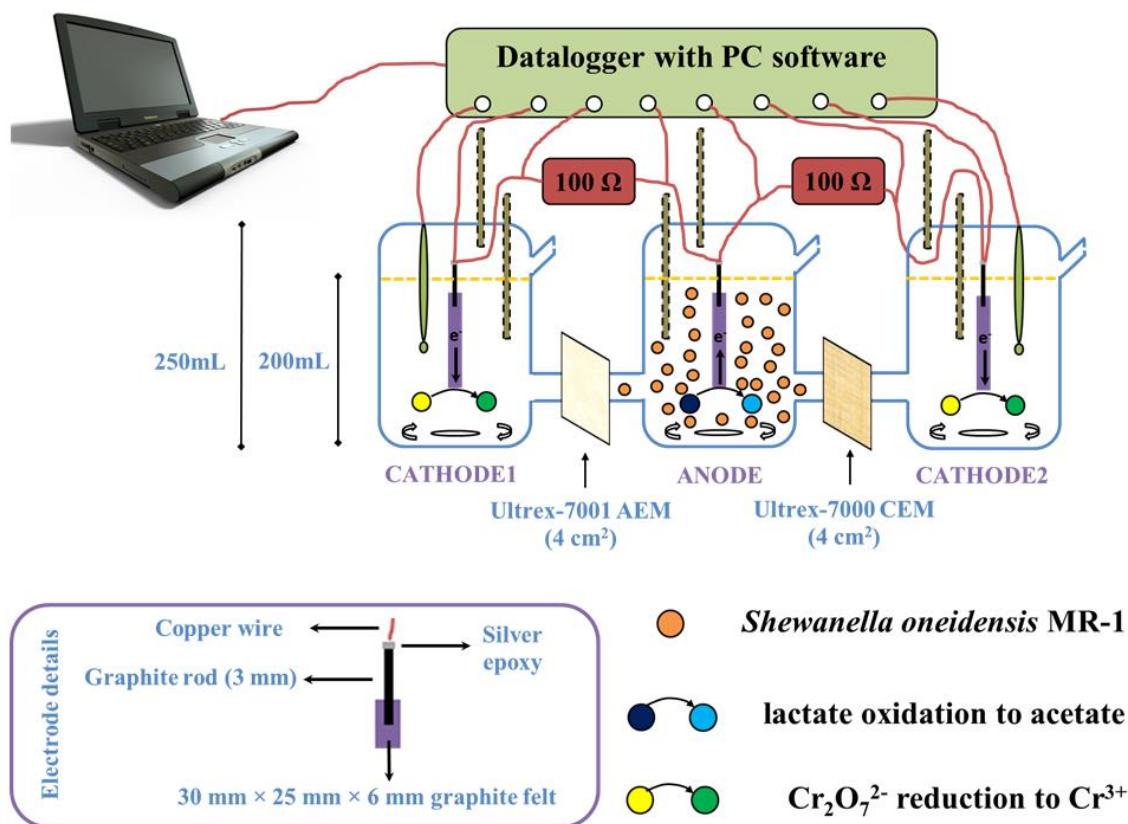 Datalogger with PC software
100 Ω
100 Ω
250mL
200mL
e-
e-
e-
CATHODE1
ANODE
CATHODE2
Ultrex-7001 AEM
(4 cm²)
Ultrex-7000 CEM
(4 cm²)
Electrode details
Copper wire
Silver
epoxy
Graphite rod (3 mm)
30 mm × 25 mm × 6 mm graphite felt
Shewanella oneidensis MR-1
lactate oxidation to acetate
Cr₂O₇²⁻ reduction to Cr³⁺